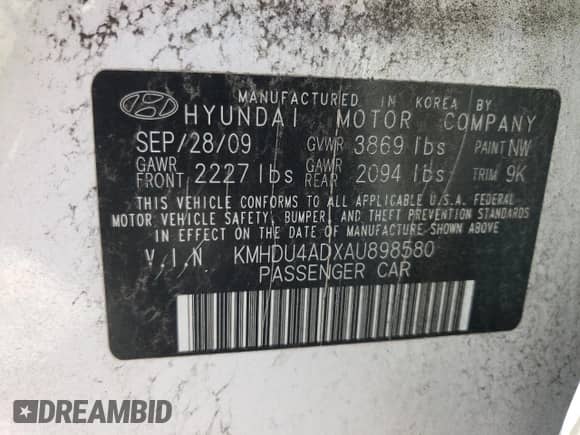 MANUFACTURED IN KOREA BY
HYUNDAI MOTOR COMPANY
SEP/28/09 GVWR 3869 lbs PAINT NW
GAWR FRONT 2227 lbs GAWR REAR 2094 lbs TRIM 9K
THIS VEHICLE CONFORMS TO ALL APPLICABLE U.S.A. FEDERAL
MOTOR VEHICLE SAFETY, BUMPER, AND THEFT PREVENTION STANDARDS
IN EFFECT ON THE DATE OF MANUFACTURE SHOWN ABOVE
V.I.N KMHDU4ADXAU898580
PASSENGER CAR
DREAMBID